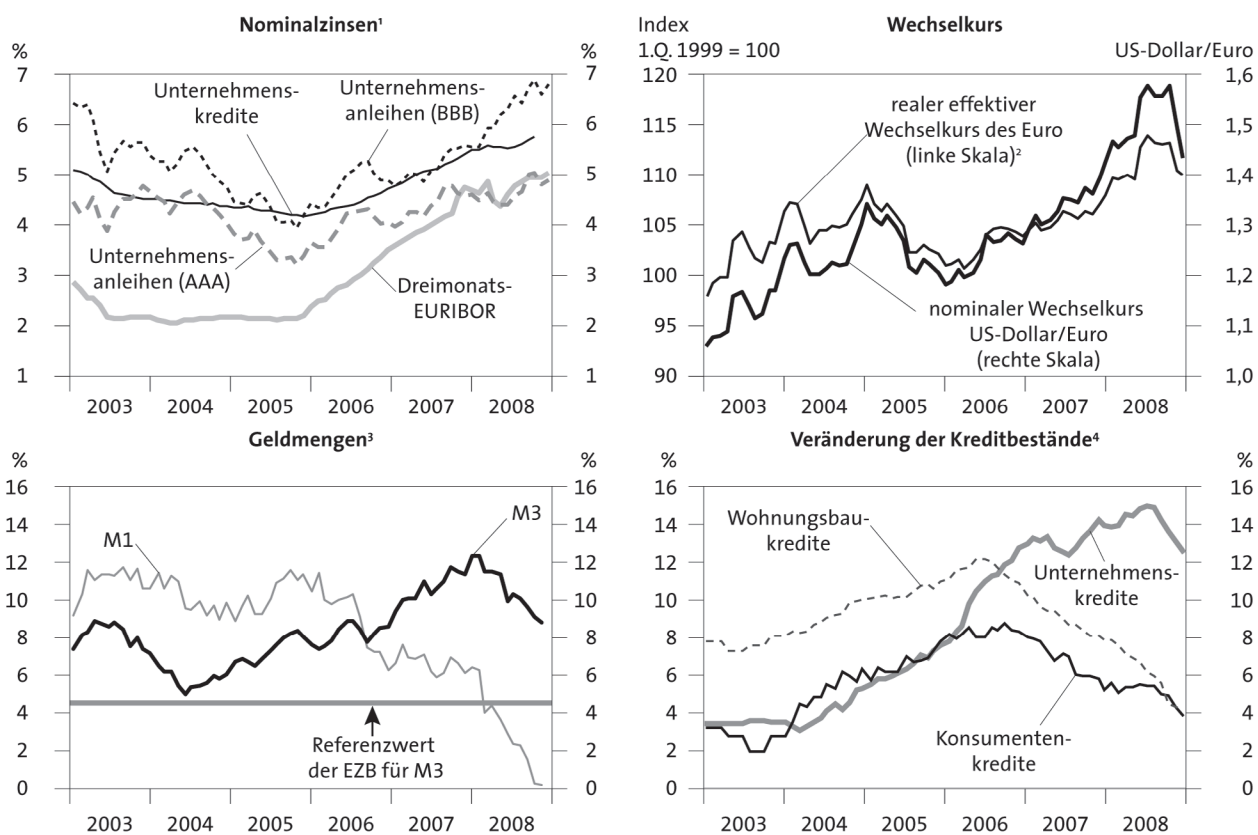 Nominalzinsen¹
%
%
7
6
5
4
3
2
1
7
6
5
4
3
2
1
Unternehmens-
kredite
Unternehmens-
anleihen (BBB)
Unternehmens-
anleihen (AAA)
Dreimonats-
EURIBOR
2003 2004 2005 2006 2007 2008
Wechselkurs
Index
1.Q. 1999 = 100
US-Dollar/Euro
120
115
110
105
100
95
90
1,6
1,5
1,4
1,3
1,2
1,1
1,0
realer effektiver
Wechselkurs des Euro
(linke Skala)²
nominaler Wechselkurs
US-Dollar/Euro
(rechte Skala)
2003 2004 2005 2006 2007 2008
Geldmengen³
%
%
16
14
12
10
8
6
4
2
0
16
14
12
10
8
6
4
2
0
M1
M3
Referenzwert
der EZB für M3
2003 2004 2005 2006 2007 2008
Veränderung der Kreditbestände⁴
%
%
16
14
12
10
8
6
4
2
0
16
14
12
10
8
6
4
2
0
Wohnungsbau-
kredite
Unternehmens-
kredite
Konsumenten-
kredite
2003 2004 2005 2006 2007 2008